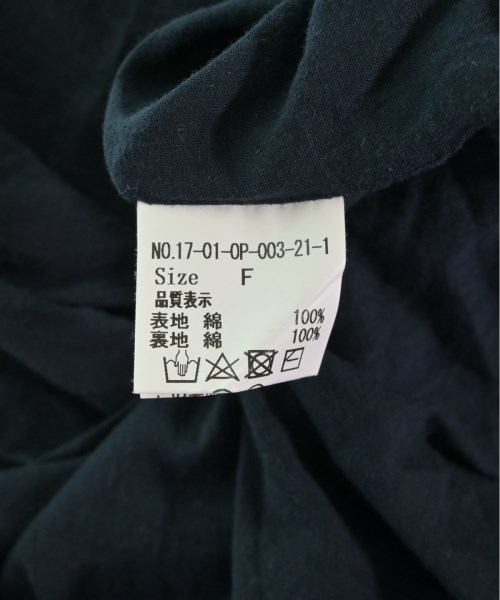 NO.17-01-OP-003-21-1
Size F
品質表示
表地 綿 100%
裏地 綿 100%